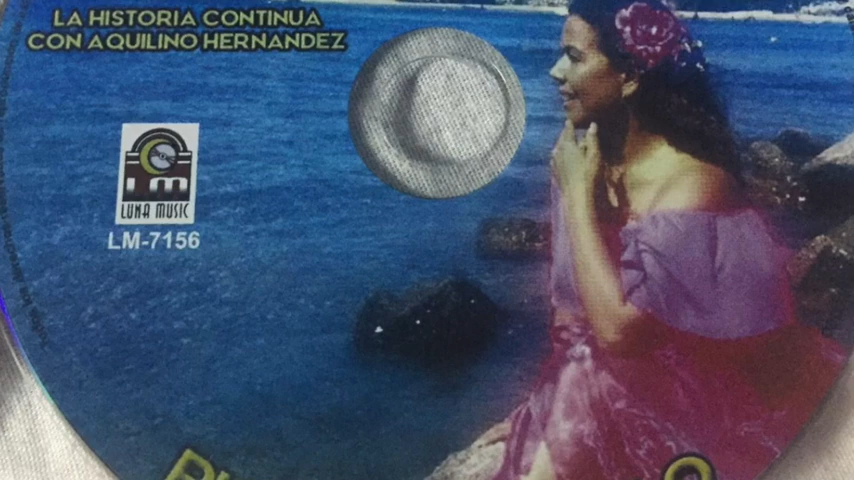 LA HISTORIA CONTINUA
CON AQUILINO HERNANDEZ
LM
LUNA MUSIC
LM-7156